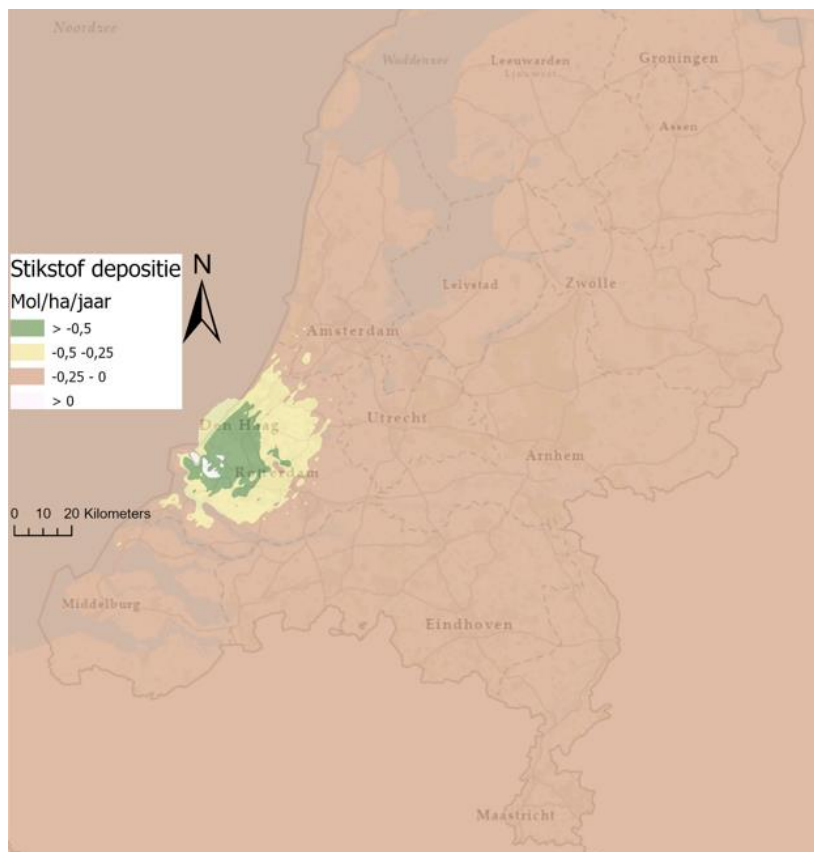 Noordzee
Waddenzee
Leeuwarden
Ljouwert
Groningen
Assen
Stikstof depositie
N
Mol/ha/jaar
> -0,5
-0,5 -0,25
-0,25 - 0
> 0
Lelystad
Zwolle
Amsterdam
Den Haag
Utrecht
Rotterdam
Arnhem
0 10 20 Kilometers
Middelburg
Eindhoven
Maastricht